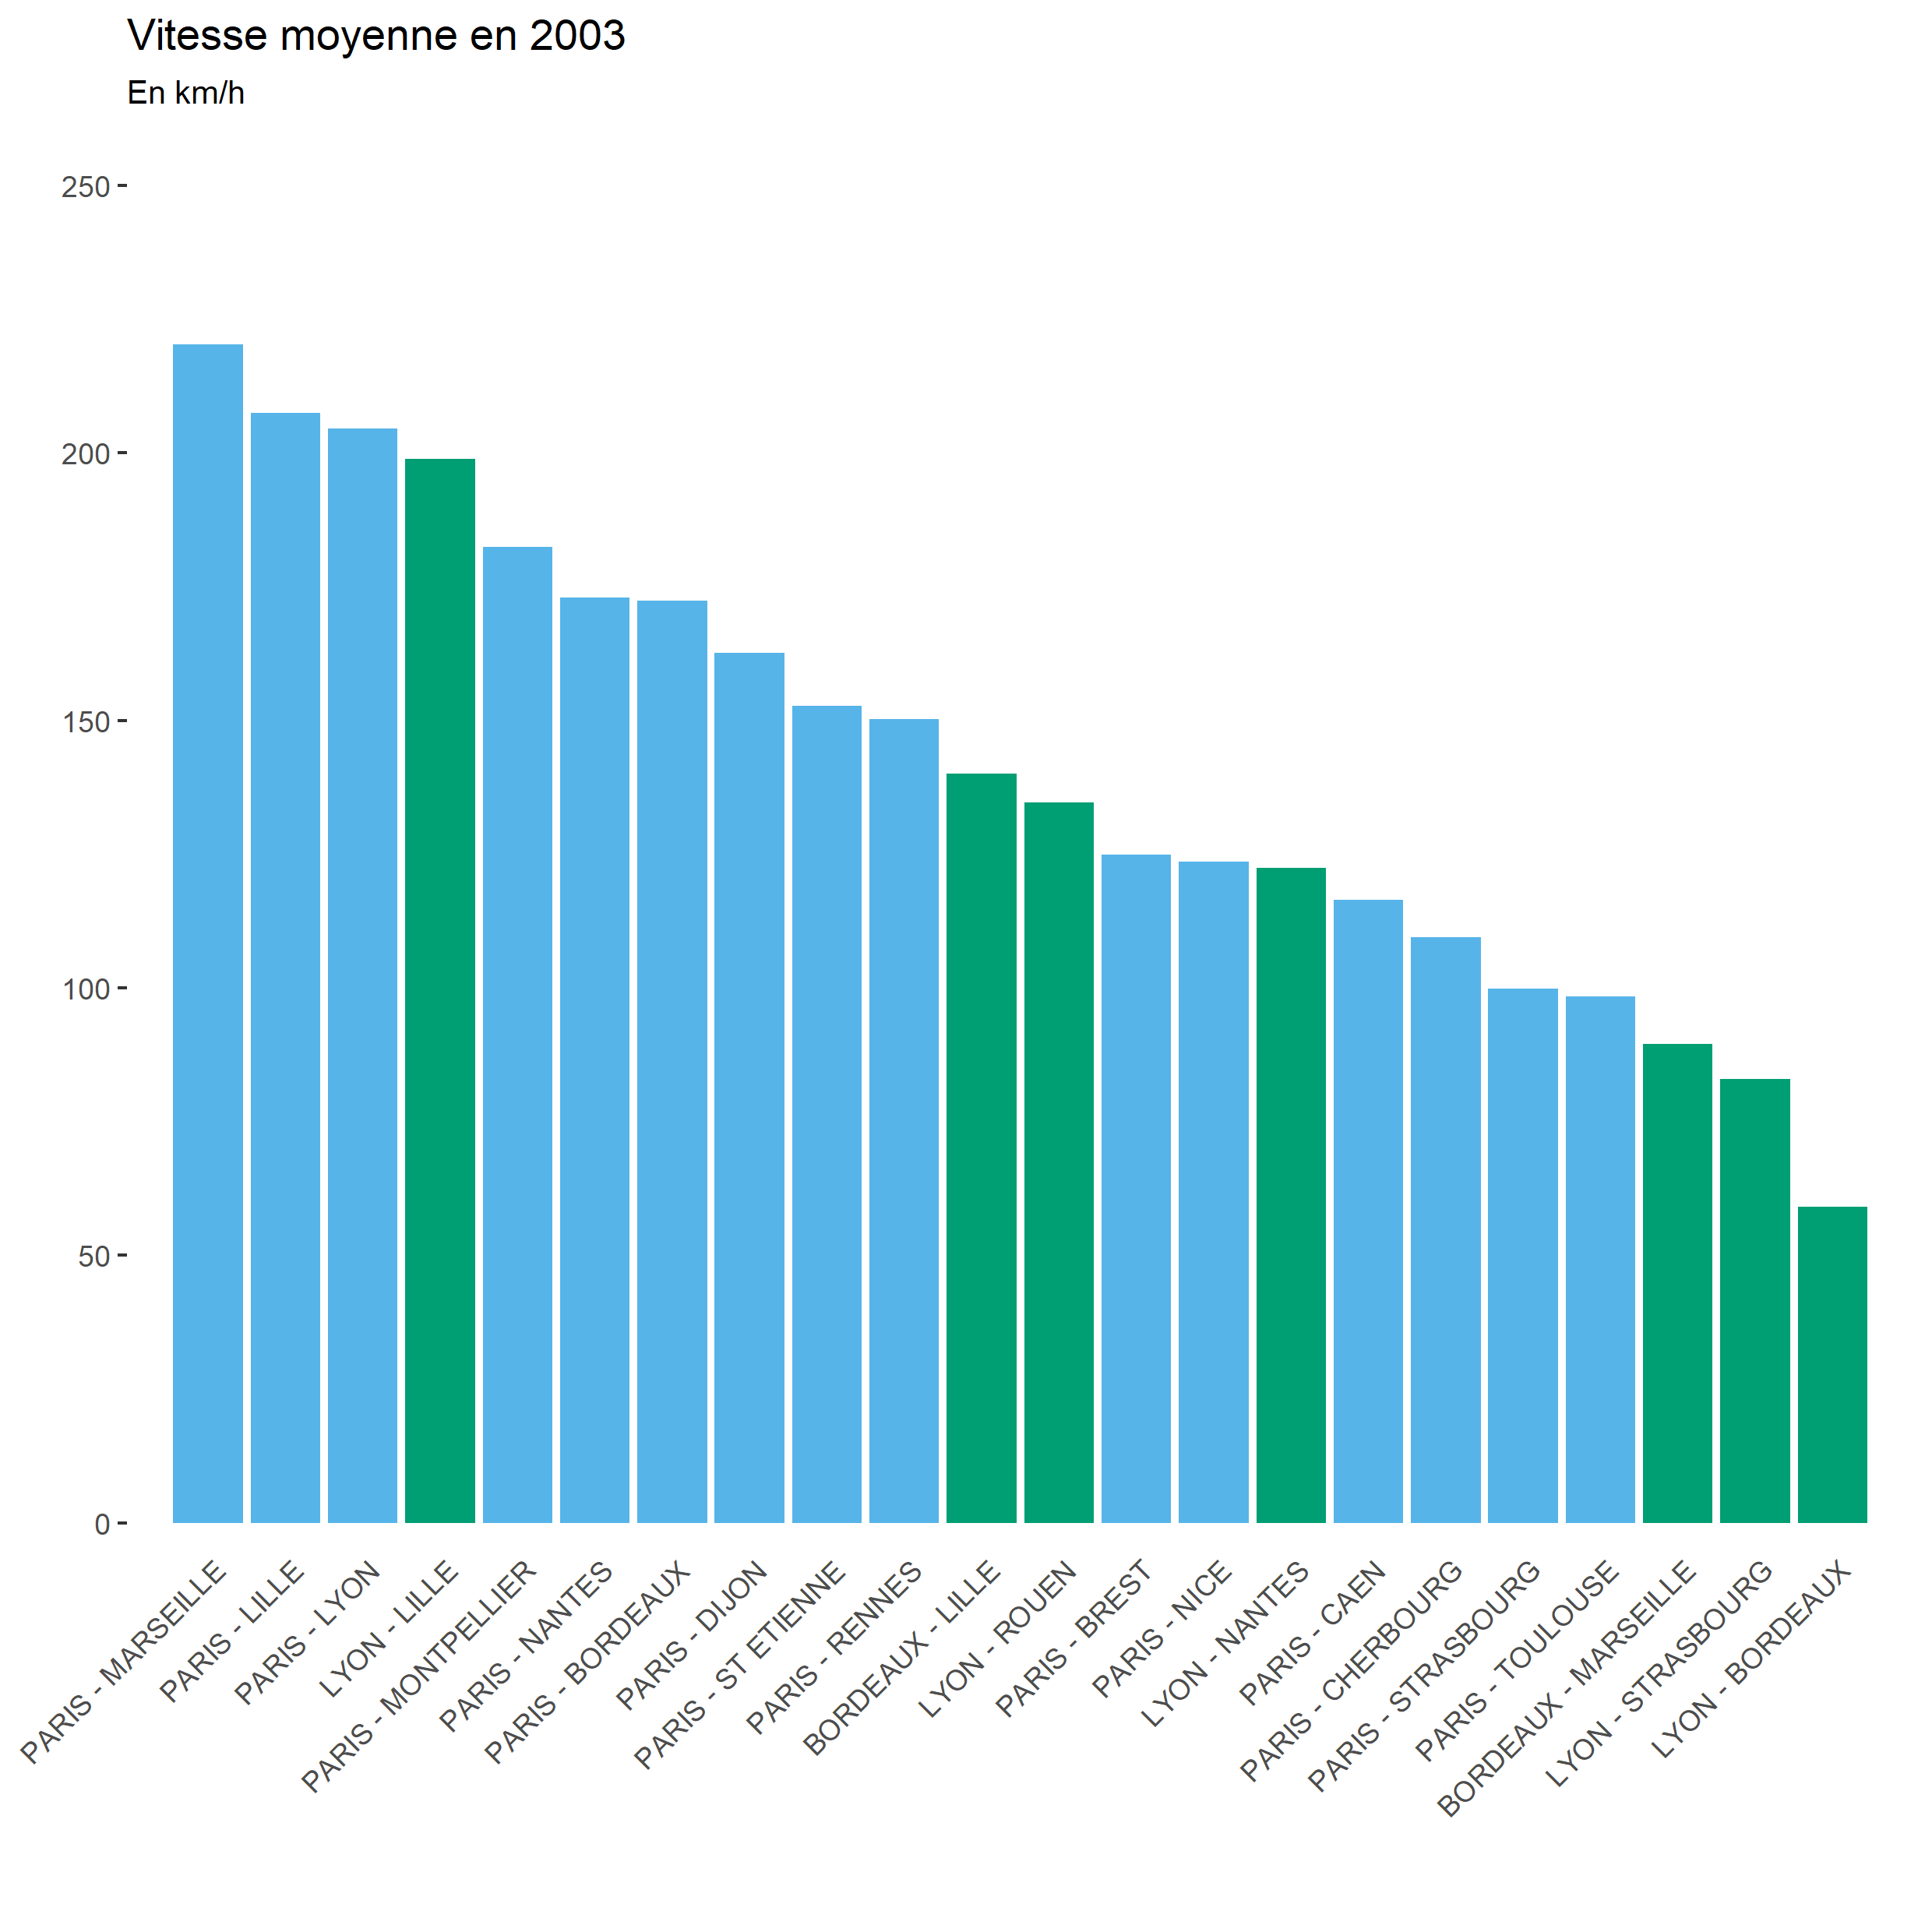 Vitesse moyenne en 2003
En km/h
250
200
150
100
50
0
PARIS - MARSEILLE
PARIS - LILLE
PARIS - LYON
LYON - LILLE
PARIS - MONTPELLIER
PARIS - NANTES
PARIS - BORDEAUX
PARIS - DIJON
PARIS - ST ETIENNE
PARIS - RENNES
BORDEAUX - LILLE
LYON - ROUEN
PARIS - BREST
PARIS - NICE
LYON - NANTES
PARIS - CAEN
PARIS - CHERBOURG
PARIS - STRASBOURG
PARIS - TOULOUSE
BORDEAUX - MARSEILLE
LYON - STRASBOURG
LYON - BORDEAUX